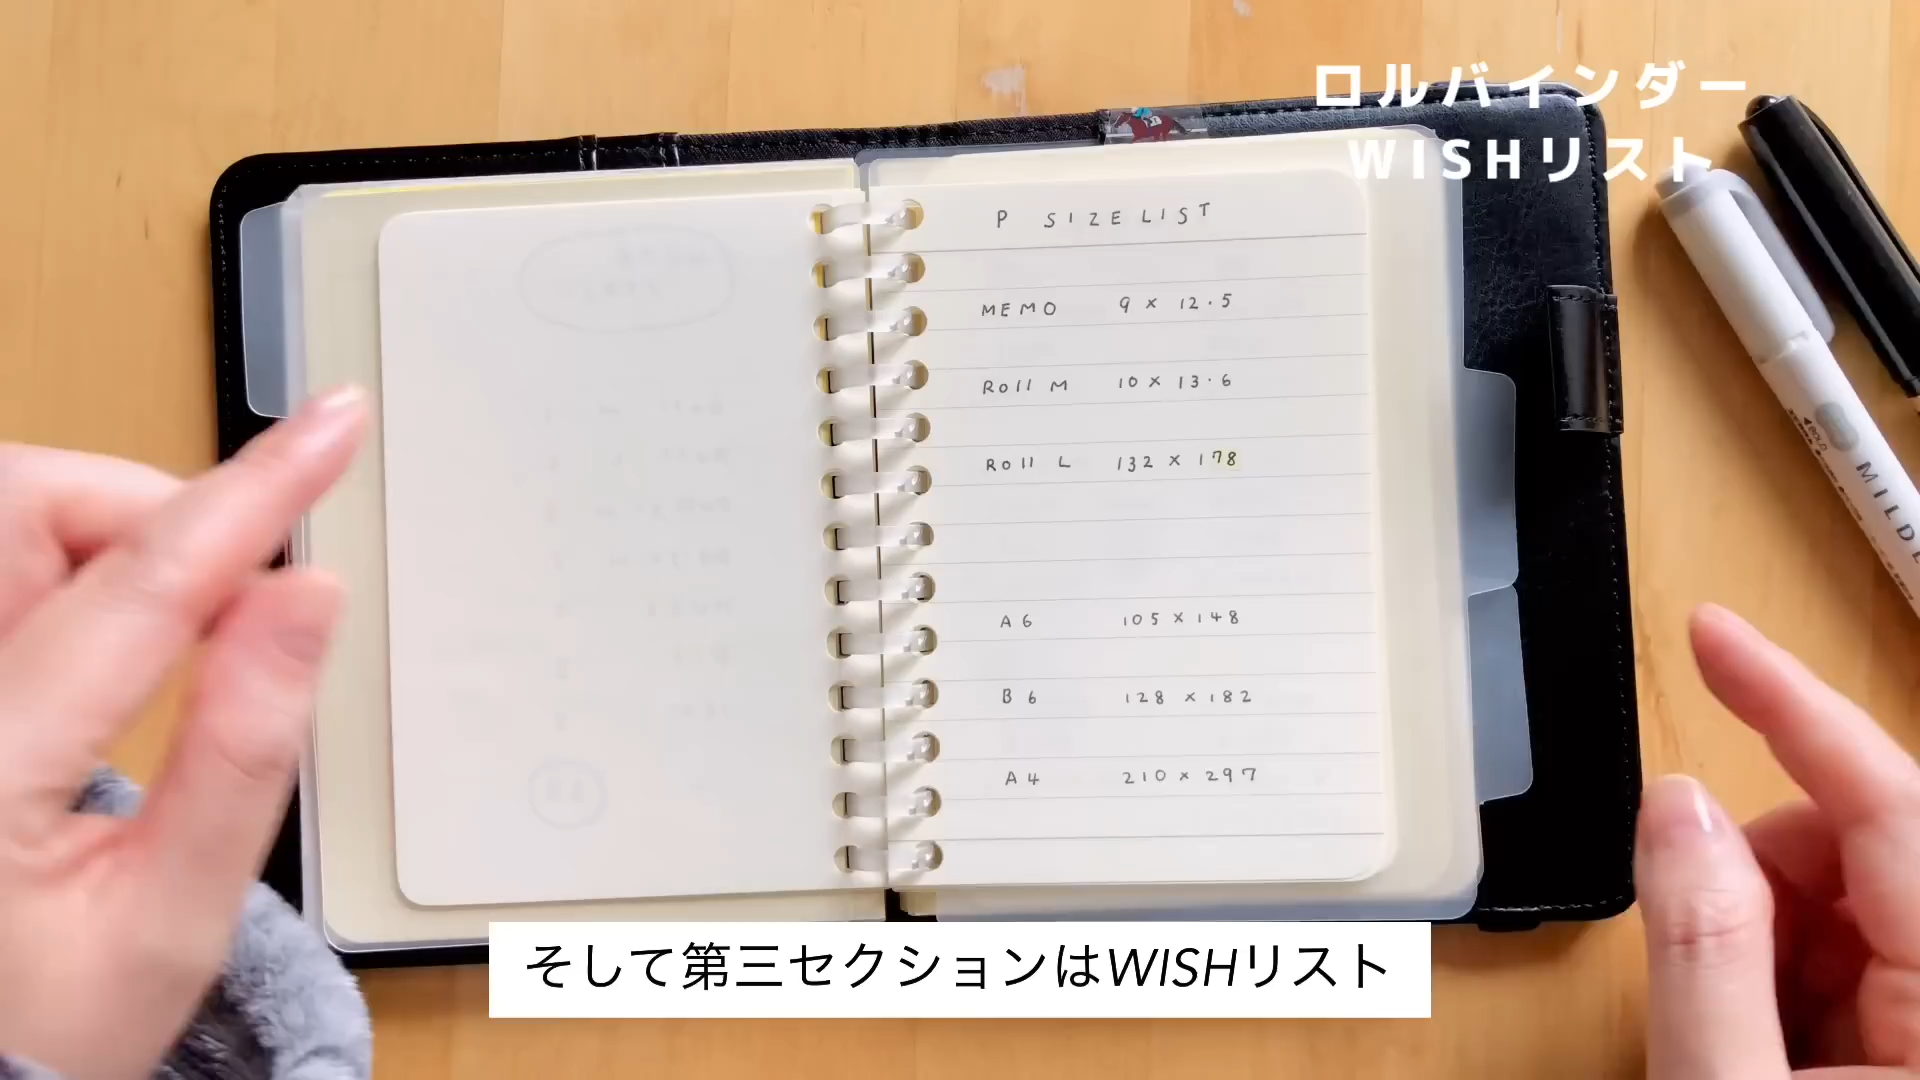 ロルバインダー
WISHリスト
P SIZE LIST
MEMO 9 × 12.5
Roll M 10 × 13.6
Roll L 132 × 178
A6 105 × 148
B6 128 × 182
A4 210 × 297
BOLD
MILDL
そして第三セクションはWISHリスト